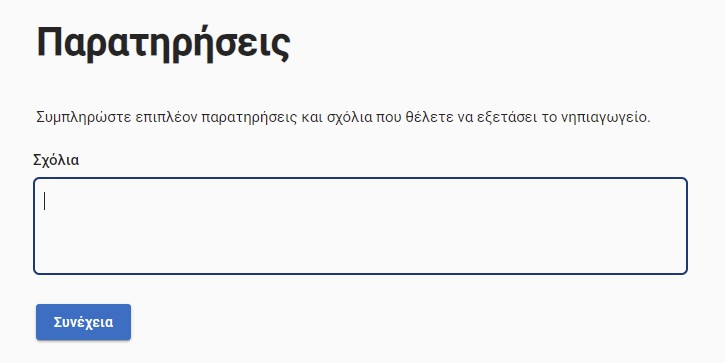 Παρατηρήσεις
Συμπληρώστε επιπλέον παρατηρήσεις και σχόλια που θέλετε να εξετάσει το νηπιαγωγείο.
Σχόλια
Συνέχεια